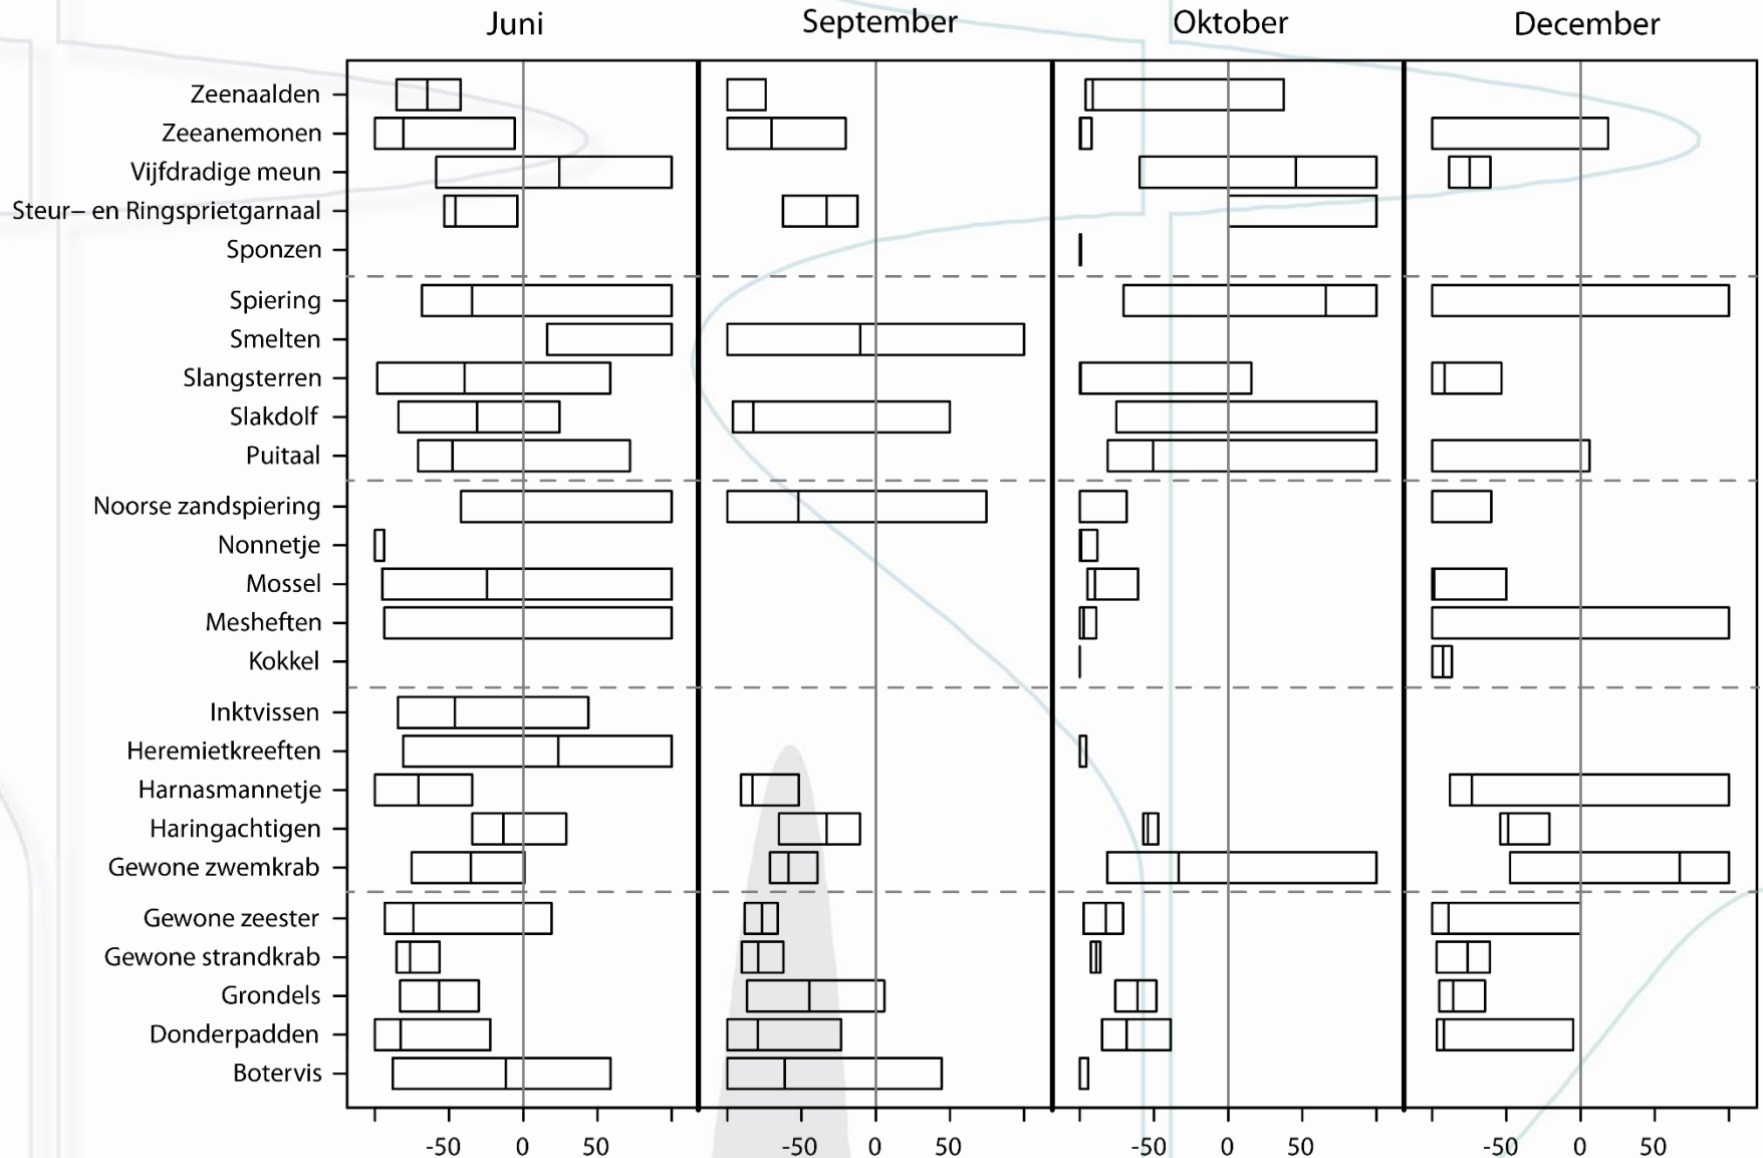 Juni September Oktober December
Zeenaalden
Zeeanemonen
Vijfdradige meun
Steur– en Ringsprietgarnaal
Sponzen
Spiering
Smelten
Slangsterren
Slakdolf
Puitaal
Noorse zandspiering
Nonnetje
Mossel
Mesheften
Kokkel
Inktvissen
Heremietkreeften
Harnasmannetje
Haringachtigen
Gewone zwemkrab
Gewone zeester
Gewone strandkrab
Grondels
Donderpadden
Botervis
-50 0 50 -50 0 50 -50 0 50 -50 0 50